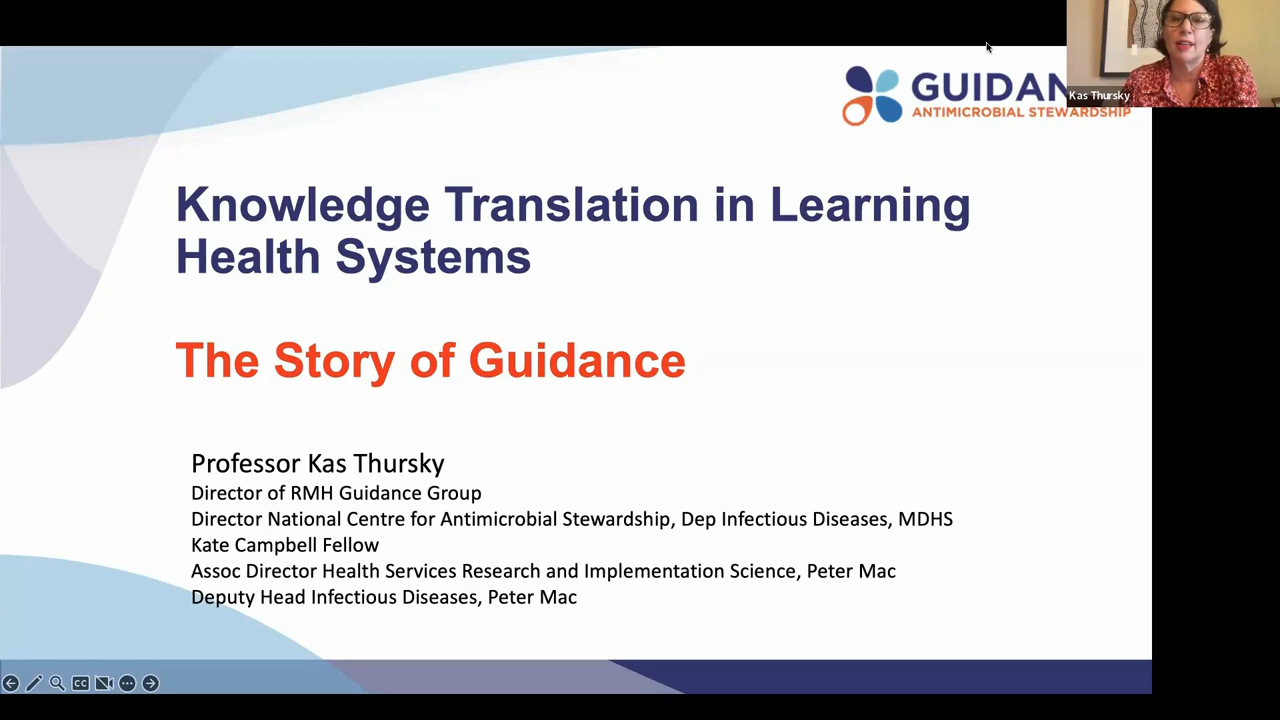 GUIDAN
ANTIMICROBIAL STEWARDSHIP
Kas Thursky
Knowledge Translation in Learning
Health Systems
The Story of Guidance
Professor Kas Thursky
Director of RMH Guidance Group
Director National Centre for Antimicrobial Stewardship, Dep Infectious Diseases, MDHS
Kate Campbell Fellow
Assoc Director Health Services Research and Implementation Science, Peter Mac
Deputy Head Infectious Diseases, Peter Mac
CC